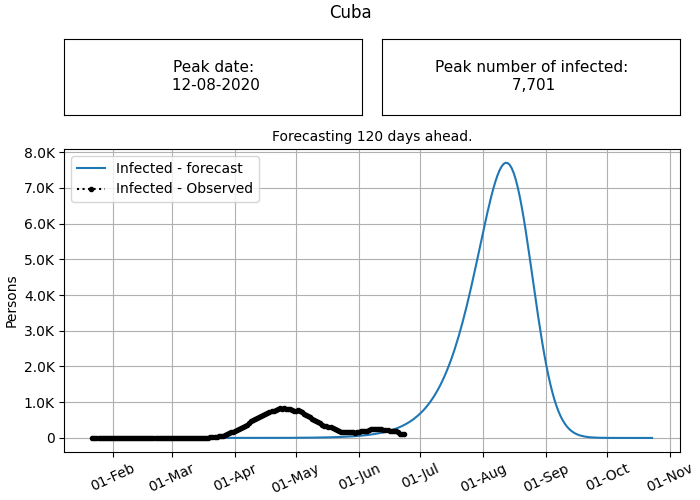 Cuba
Peak date:
12-08-2020
Peak number of infected:
7,701
Forecasting 120 days ahead.
Infected - forecast
Infected - Observed
Persons
8.0K
7.0K
6.0K
5.0K
4.0K
3.0K
2.0K
1.0K
0
01-Feb
01-Mar
01-Apr
01-May
01-Jun
01-Jul
01-Aug
01-Sep
01-Oct
01-Nov